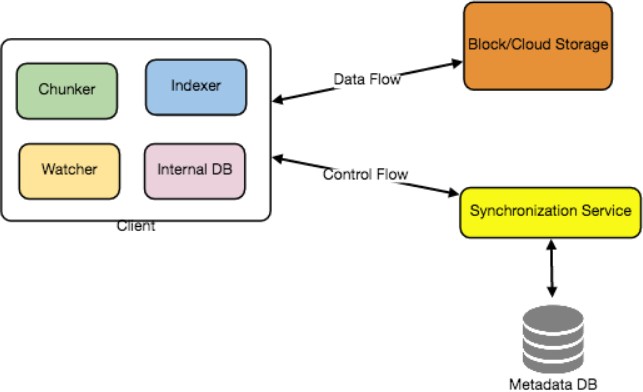 Block/Cloud Storage
Data Flow
Chunker
Indexer
Watcher
Internal DB
Control Flow
Client
Synchronization Service
Metadata DB